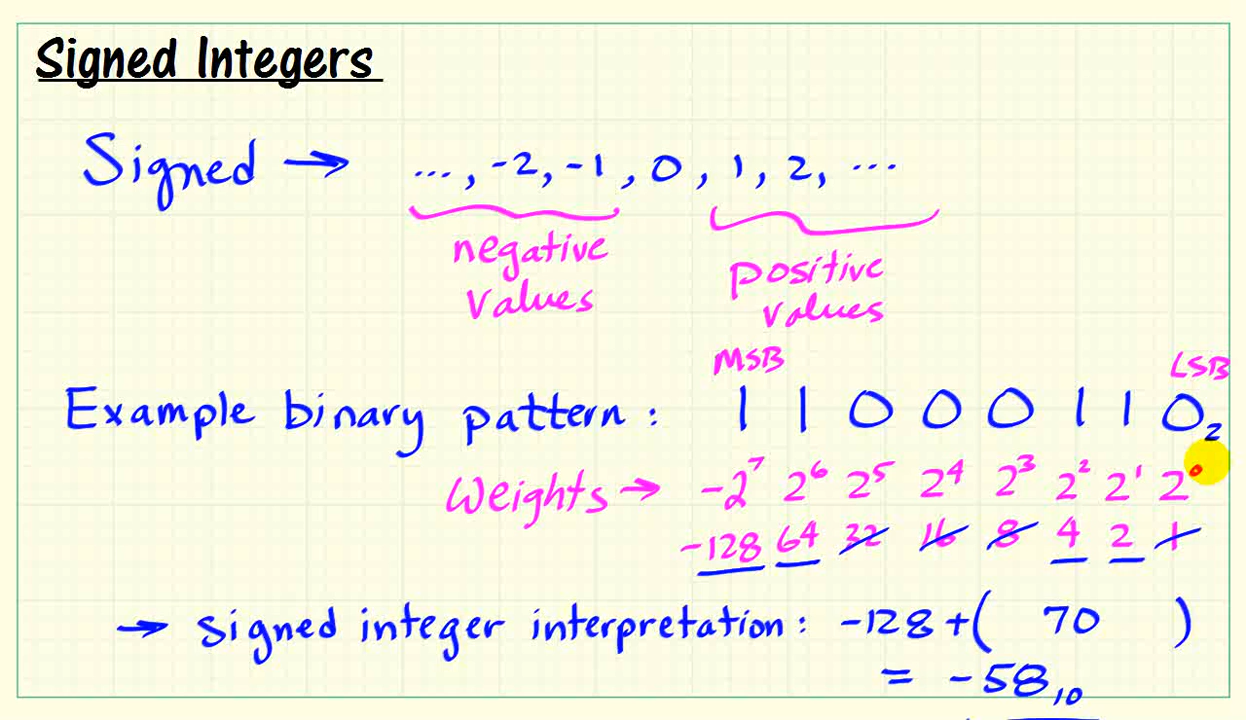 Signed Integers
Signed → ..., -2, -1, 0, 1, 2, ...
negative values
positive values
MSB LSB
Example binary pattern: 1 1 0 0 0 1 1 0₂
Weights → -2⁷ 2⁶ 2⁵ 2⁴ 2³ 2² 2¹ 2⁰
-128 64 32 16 8 4 2 1
→ signed integer interpretation: -128 + ( 70 )
= -58₁₀